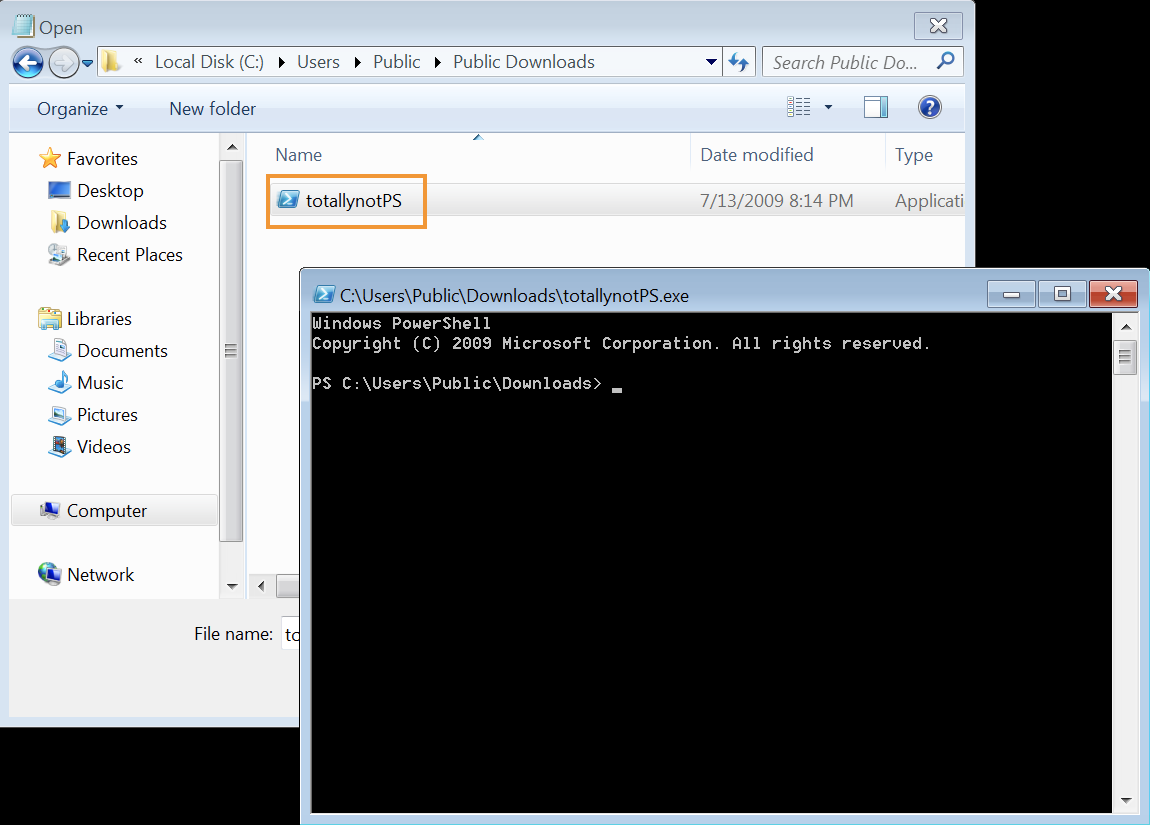 Open
« Local Disk (C:) Users Public Public Downloads
Search Public Do...
Organize New folder
Name Date modified Type
totallynotPS 7/13/2009 8:14 PM Applicati
Favorites
Desktop
Downloads
Recent Places
Libraries
Documents
Music
Pictures
Videos
Computer
Network
File name: to
C:\Users\Public\Downloads\totallynotPS.exe
Windows PowerShell
Copyright (C) 2009 Microsoft Corporation. All rights reserved.
PS C:\Users\Public\Downloads> _